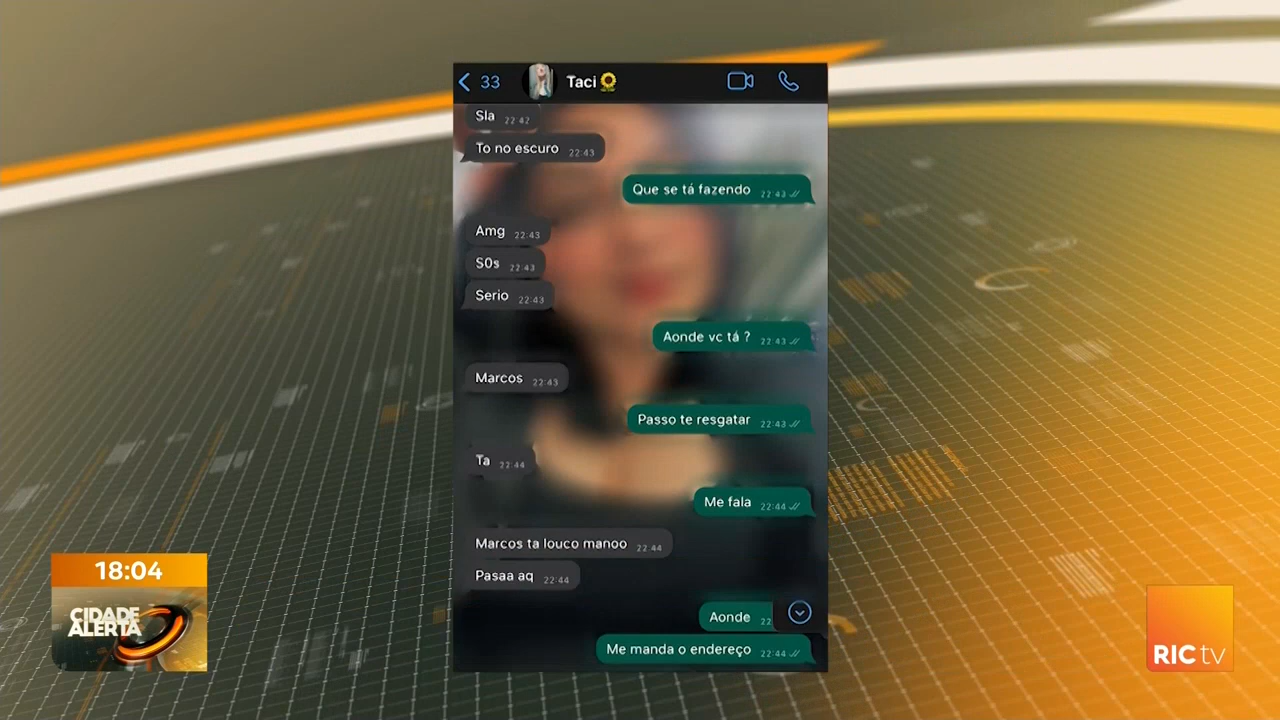 33
Taci🌻
Sla 22:42
To no escuro 22:43
Que se tá fazendo 22:43
Amg 22:43
S0s 22:43
Serio 22:43
Aonde vc tá ? 22:43
Marcos 22:43
Passo te resgatar 22:43
Ta 22:44
Me fala 22:44
Marcos ta louco manoo 22:44
Pasaa aq 22:44
Aonde 22
Me manda o endereço 22:44
18:04
CIDADE
ALERTA
RICtv